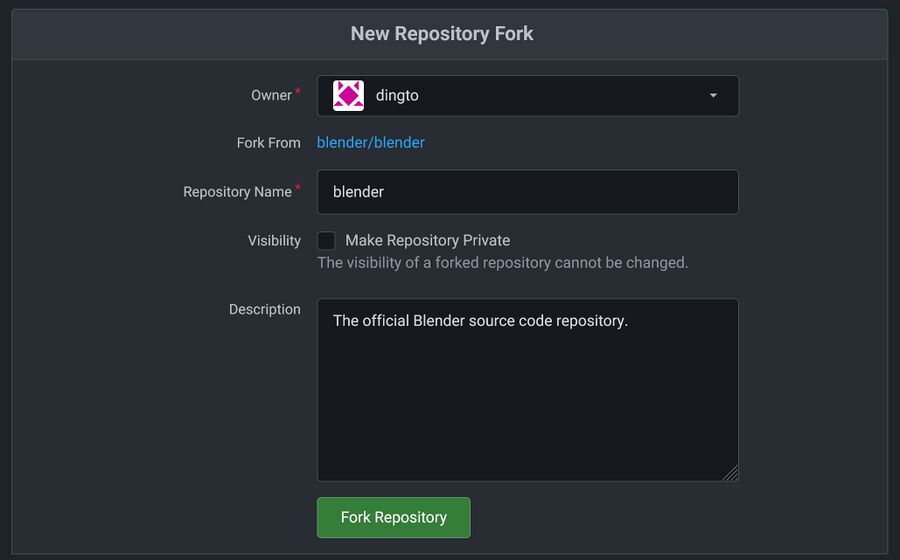 New Repository Fork
Owner *
dingto
Fork From
blender/blender
Repository Name *
blender
Visibility
Make Repository Private
The visibility of a forked repository cannot be changed.
Description
The official Blender source code repository.
Fork Repository